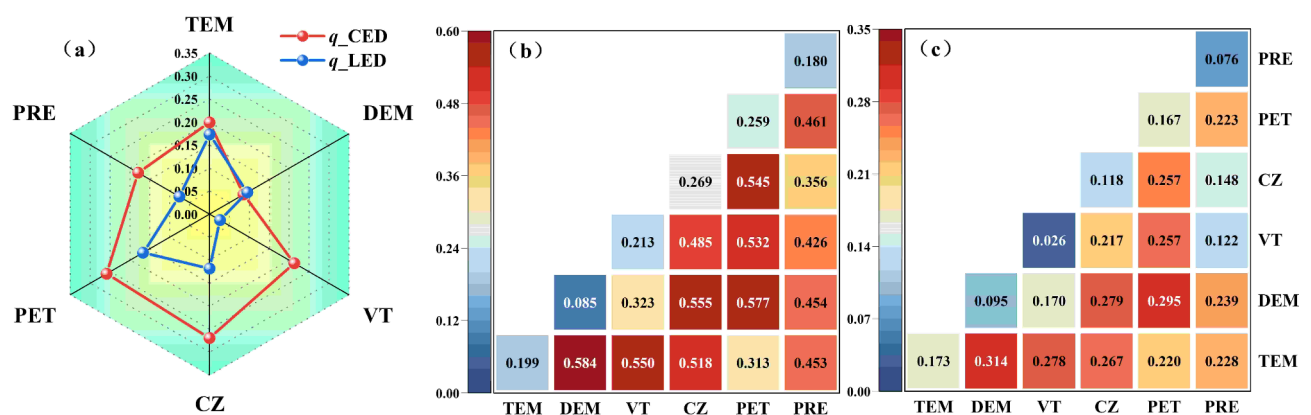 (a)
TEM
q_CED
q_LED
0.35
0.30
0.25
0.20
0.15
0.10
0.05
0.00
PRE
DEM
PET
VT
CZ
(b)
0.60
0.48
0.36
0.24
0.12
0.00
0.180
0.259 0.461
0.269 0.545 0.356
0.213 0.485 0.532 0.426
0.085 0.323 0.555 0.577 0.454
0.199 0.584 0.550 0.518 0.313 0.453
TEM DEM VT CZ PET PRE
(c)
0.35
0.28
0.21
0.14
0.07
0.00
0.076 PRE
0.167 0.223 PET
0.118 0.257 0.148 CZ
0.026 0.217 0.257 0.122 VT
0.095 0.170 0.279 0.295 0.239 DEM
0.173 0.314 0.278 0.267 0.220 0.228 TEM
TEM DEM VT CZ PET PRE